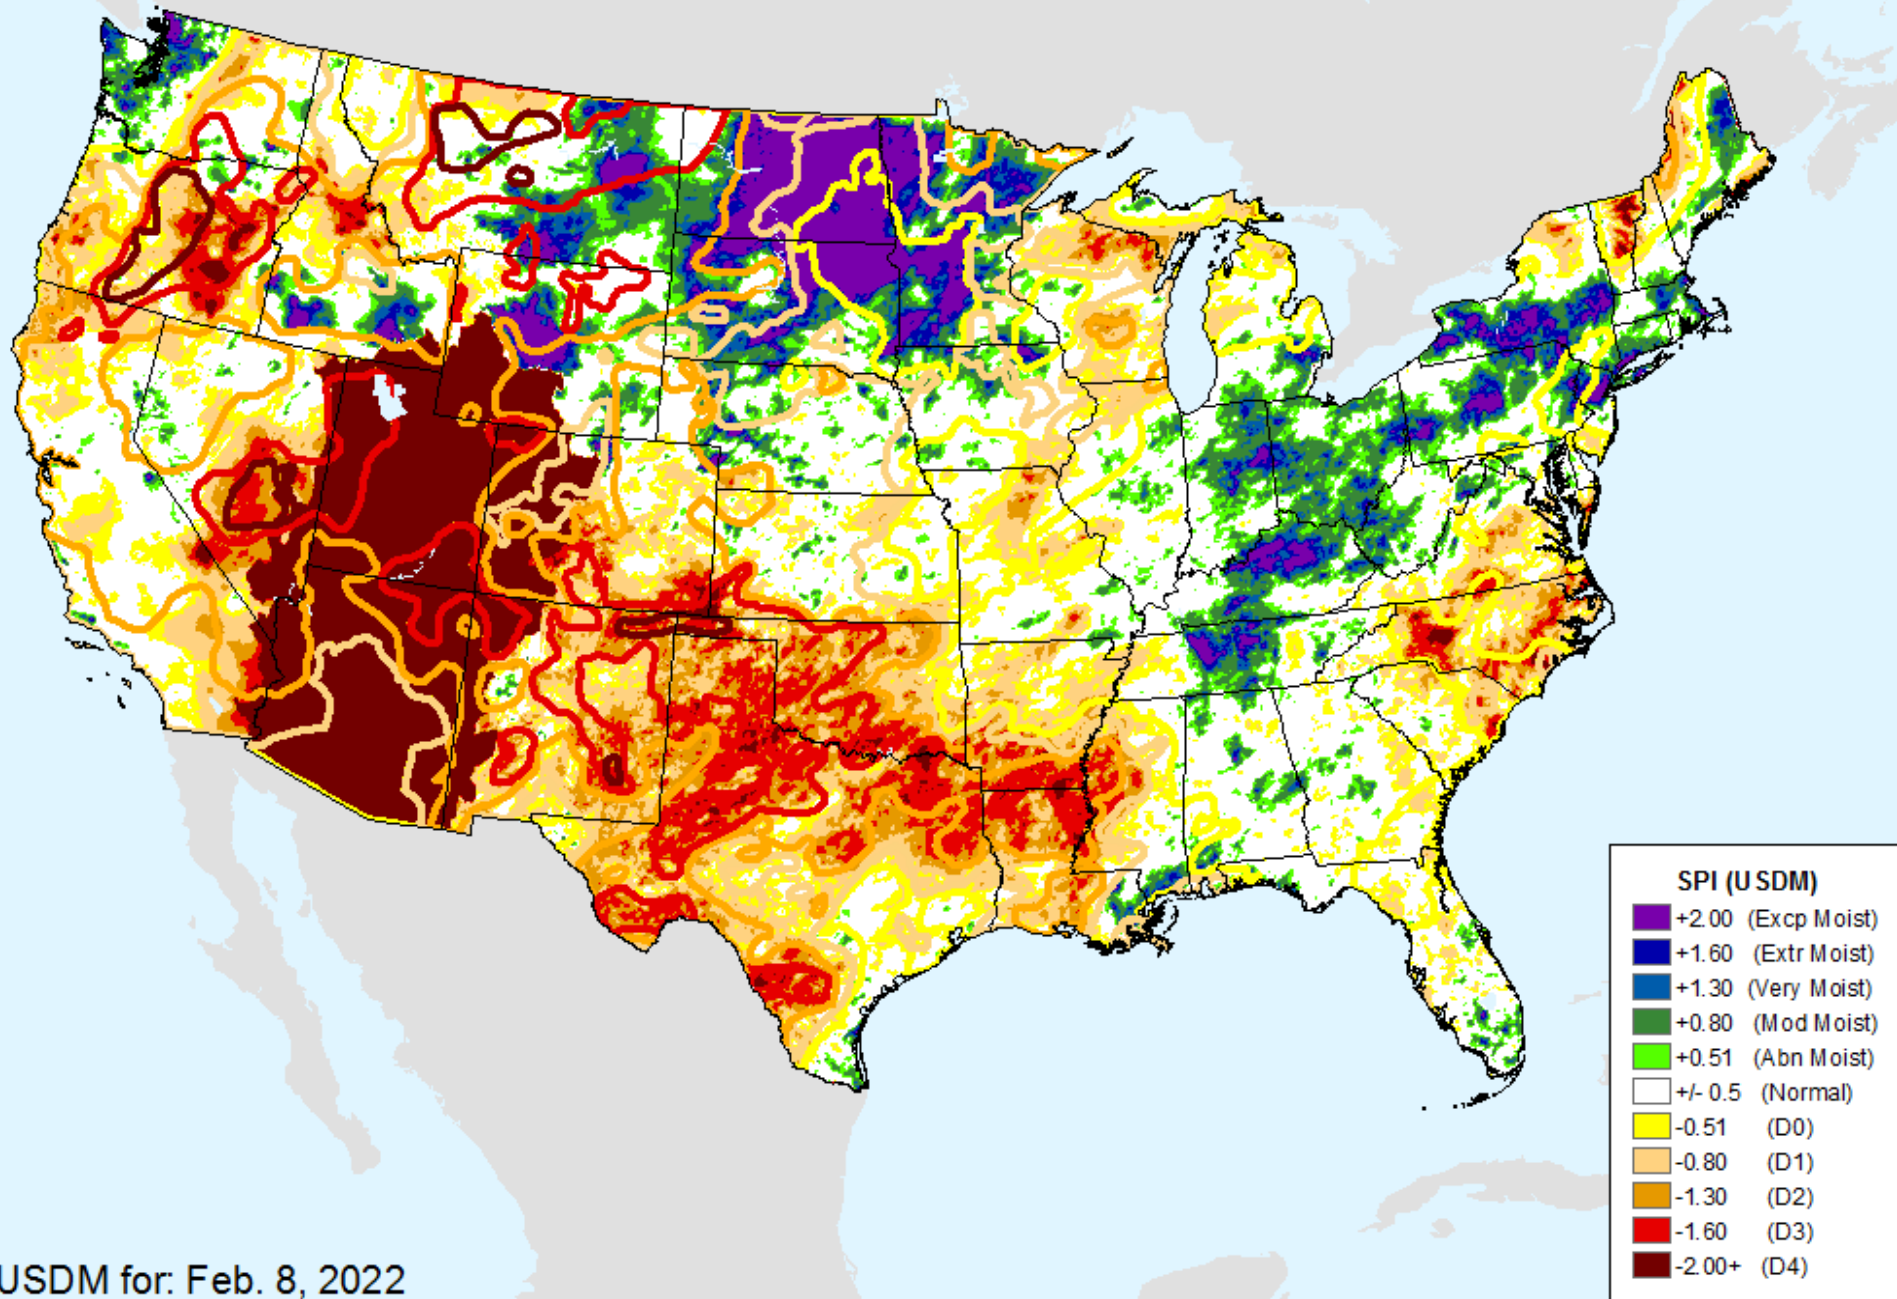 SPI (USDM)
+2.00 (Excp Moist)
+1.60 (Extr Moist)
+1.30 (Very Moist)
+0.80 (Mod Moist)
+0.51 (Abn Moist)
+/- 0.5 (Normal)
-0.51 (D0)
-0.80 (D1)
-1.30 (D2)
-1.60 (D3)
-2.00+ (D4)
USDM for: Feb. 8, 2022